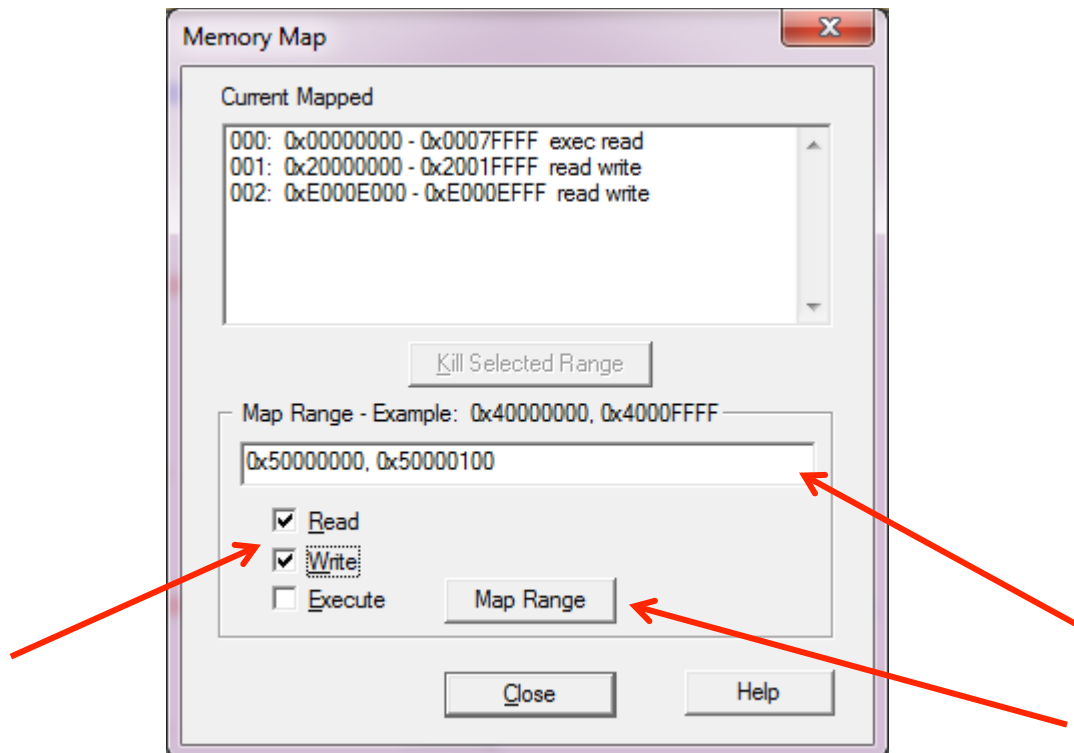 Memory Map
Current Mapped
000: 0x00000000 - 0x0007FFFF exec read
001: 0x20000000 - 0x2001FFFF read write
002: 0xE000E000 - 0xE000EFFF read write
Kill Selected Range
Map Range - Example: 0x40000000, 0x4000FFFF
0x50000000, 0x50000100
Read
Write
Execute Map Range
Close Help